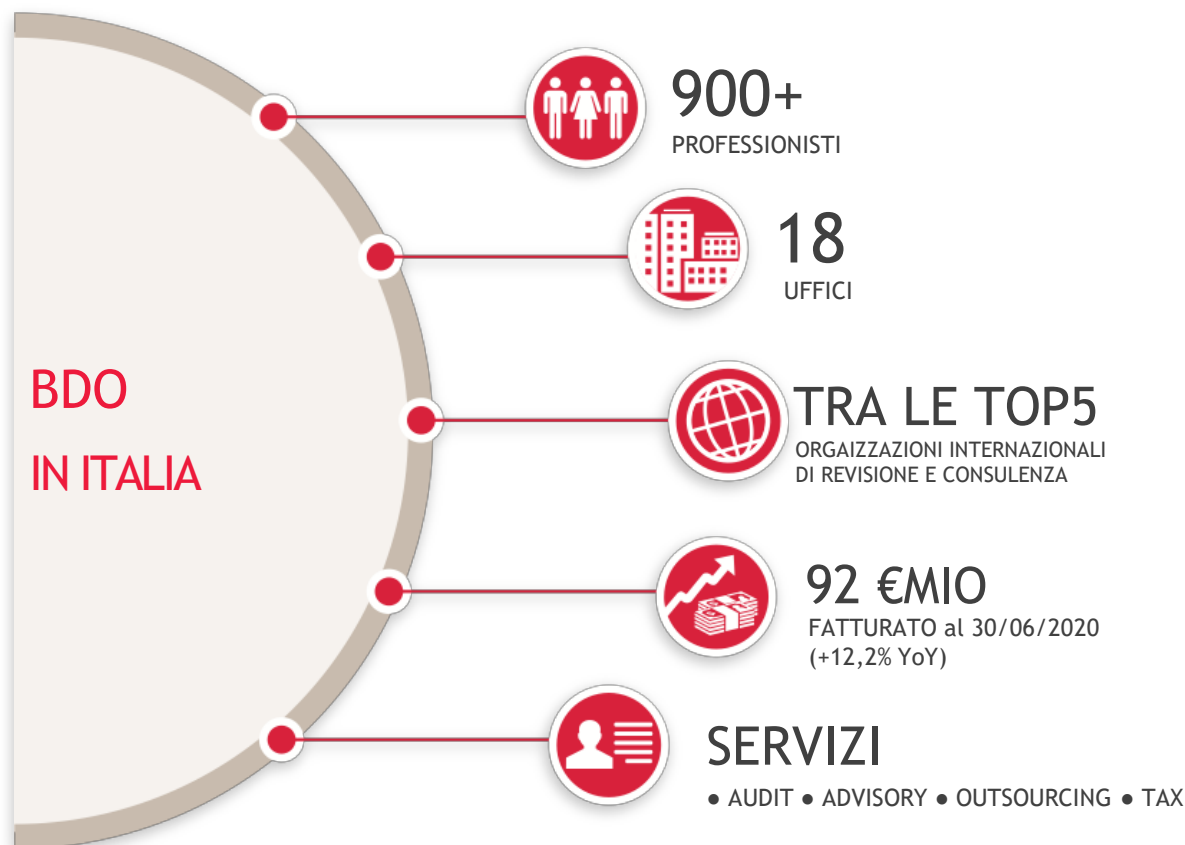 900+
PROFESSIONISTI
18
UFFICI
BDO
IN ITALIA
TRA LE TOP5
ORGAIZZAZIONI INTERNAZIONALI
DI REVISIONE E CONSULENZA
92 €MIO
FATTURATO al 30/06/2020
(+12,2% YoY)
SERVIZI
● AUDIT ● ADVISORY ● OUTSOURCING ● TAX